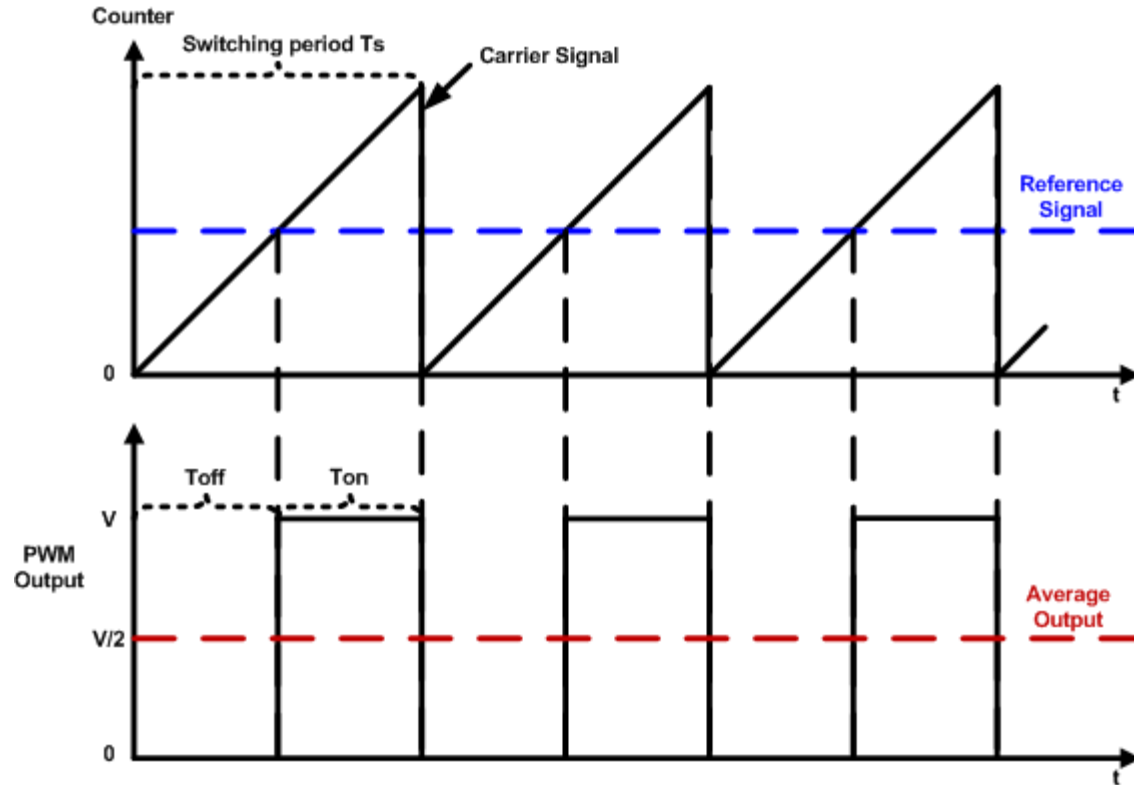 Counter
Switching period Ts
Carrier Signal
Reference
Signal
0
t
Toff
Ton
V
PWM
Output
Average
Output
V/2
0
t